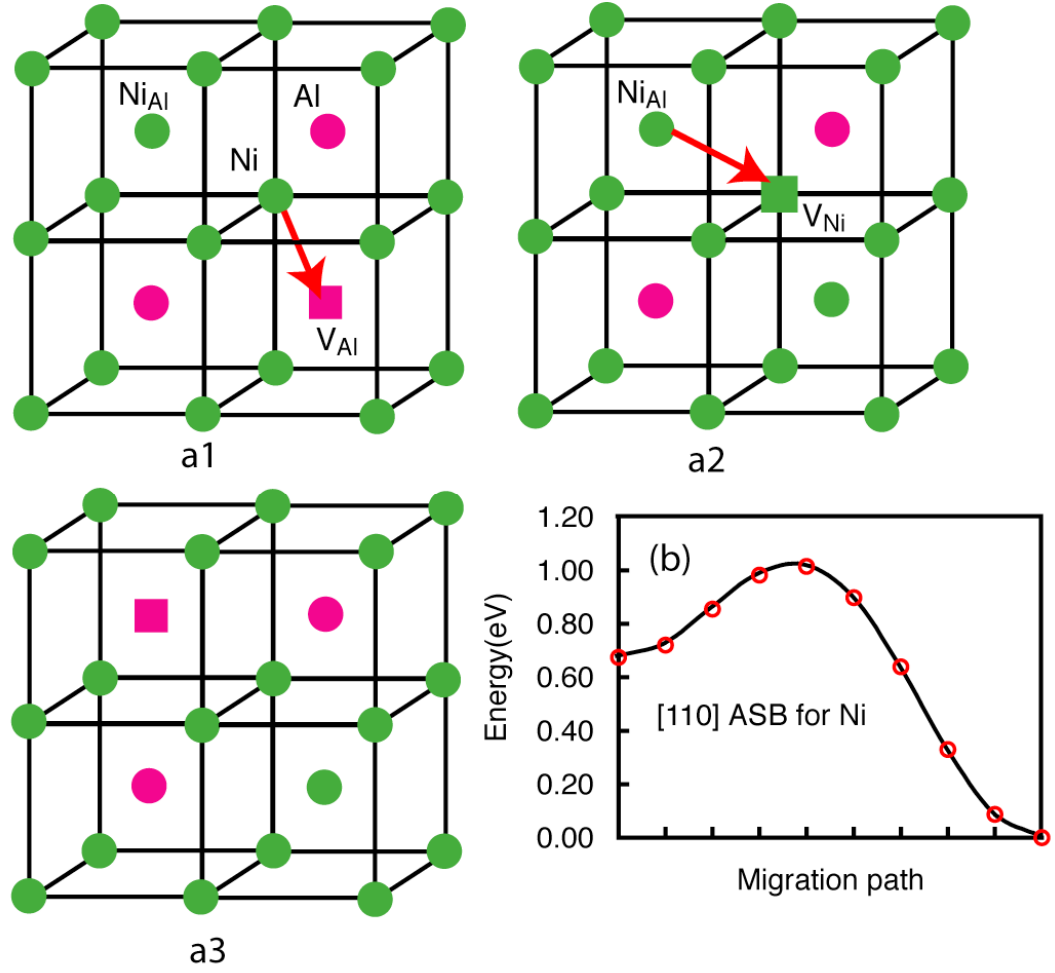 Ni_Al
Al
Ni
V_Al
a1
Ni_Al
V_Ni
a2
a3
(b)
Energy(eV)
1.20
1.00
0.80
0.60
0.40
0.20
0.00
[110] ASB for Ni
Migration path